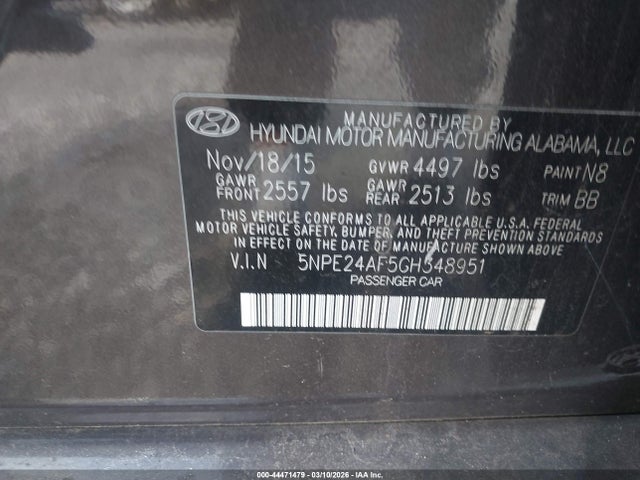 MANUFACTURED BY
HYUNDAI MOTOR MANUFACTURING ALABAMA, LLC
Nov/18/15 GVWR 4497 lbs PAINT N8
GAWR FRONT 2557 lbs GAWR REAR 2513 lbs TRIM BB
THIS VEHICLE CONFORMS TO ALL APPLICABLE U.S.A. FEDERAL
MOTOR VEHICLE SAFETY, BUMPER, AND THEFT PREVENTION STANDARDS
IN EFFECT ON THE DATE OF MANUFACTURE SHOWN ABOVE
V.I.N 5NPE24AF5GH348951
PASSENGER CAR
000-44471479 | 03/10/2026 | IAA Inc.